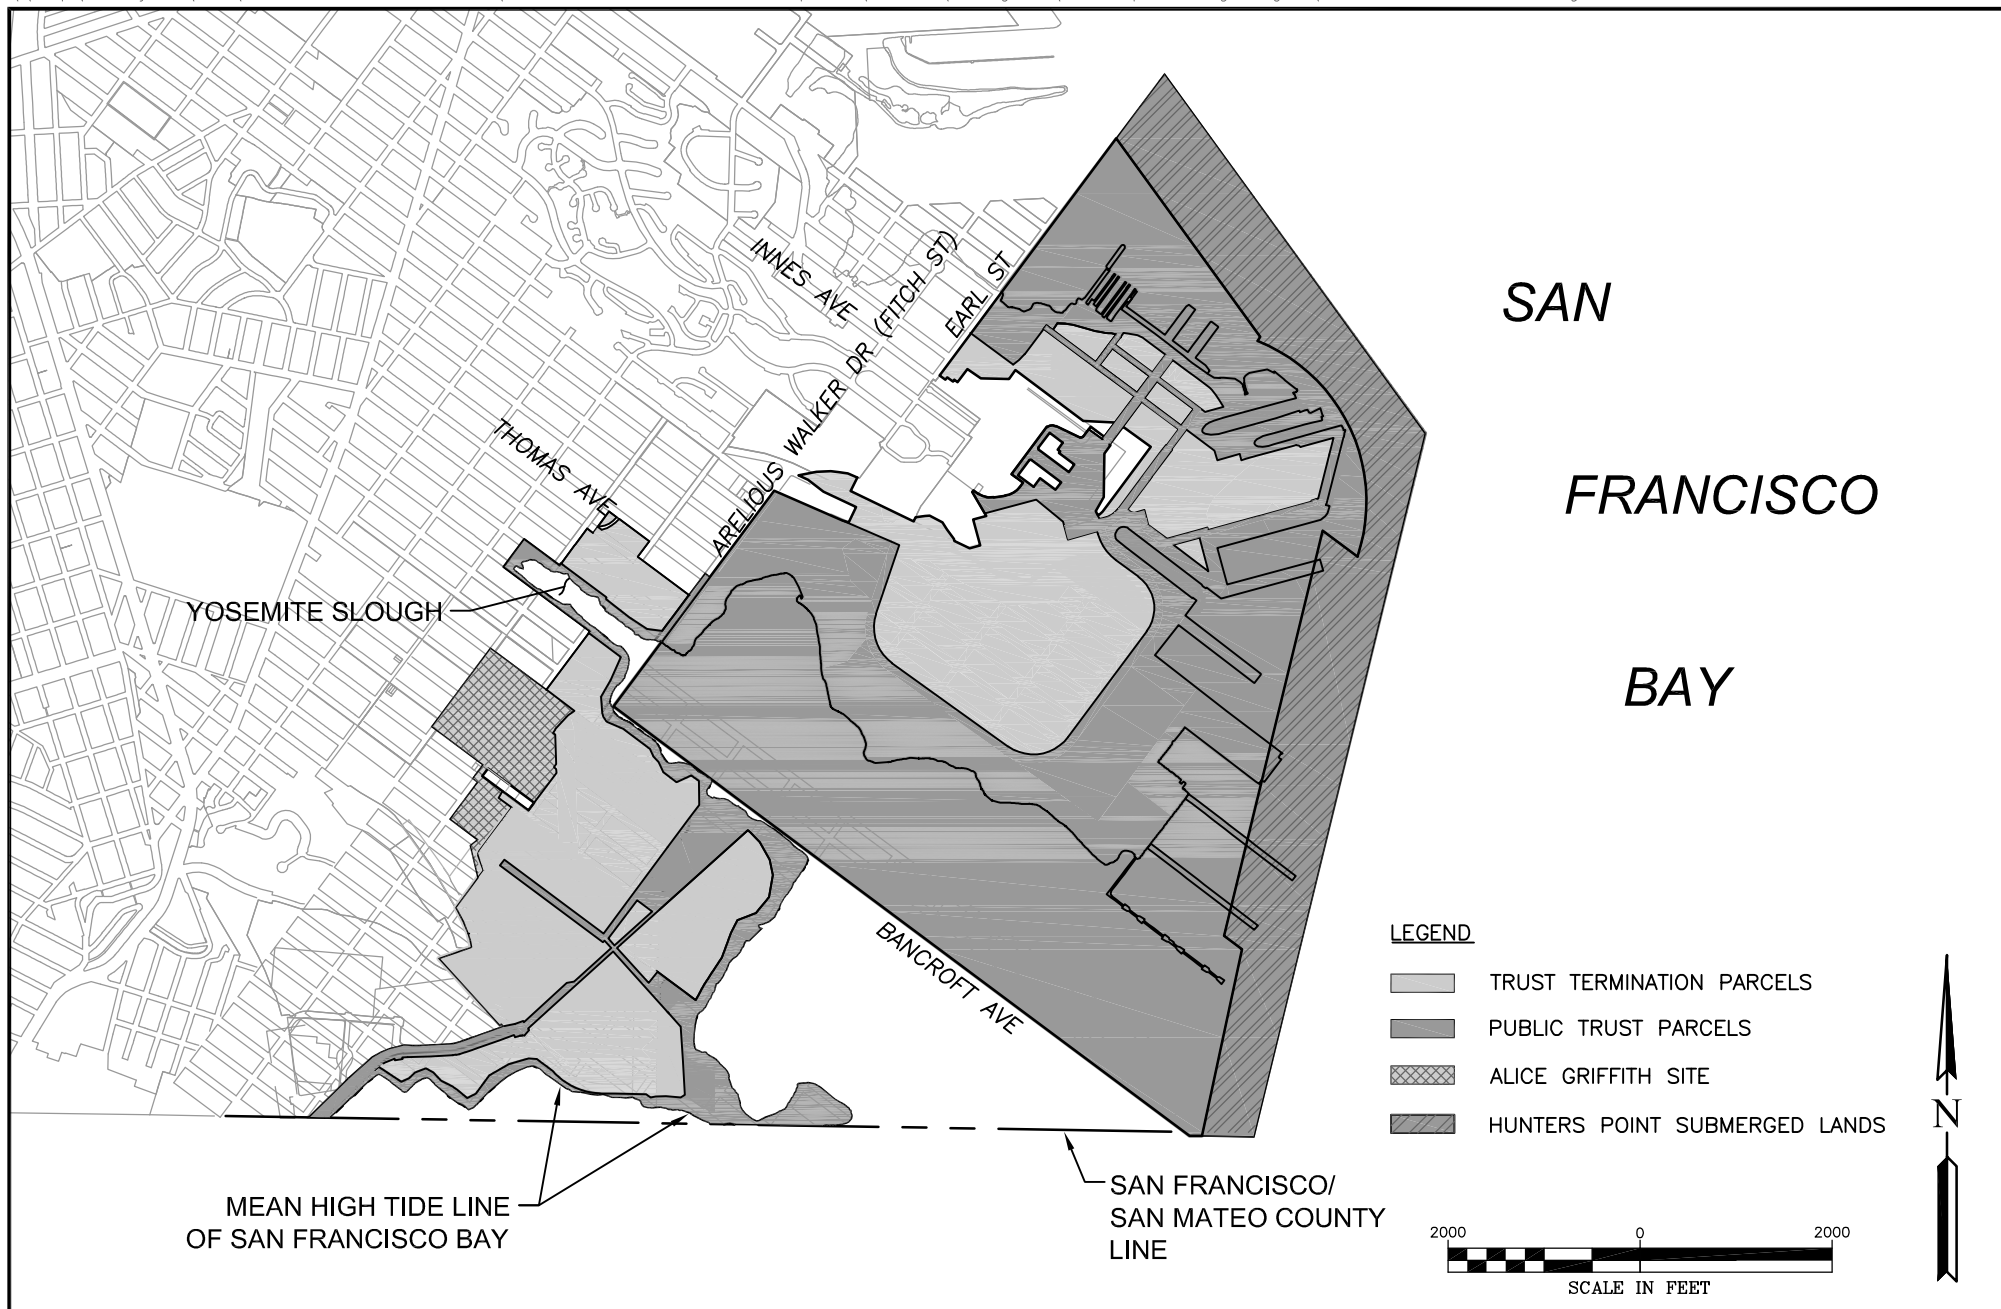 INNES AVE
ARELIOUS WALKER DR (FITCH ST)
EARL ST
THOMAS AVE
YOSEMITE SLOUGH
SAN
FRANCISCO
BAY
BANCROFT AVE
LEGEND
TRUST TERMINATION PARCELS
PUBLIC TRUST PARCELS
ALICE GRIFFITH SITE
HUNTERS POINT SUBMERGED LANDS
N
MEAN HIGH TIDE LINE
OF SAN FRANCISCO BAY
SAN FRANCISCO/
SAN MATEO COUNTY
LINE
2000 0 2000
SCALE IN FEET